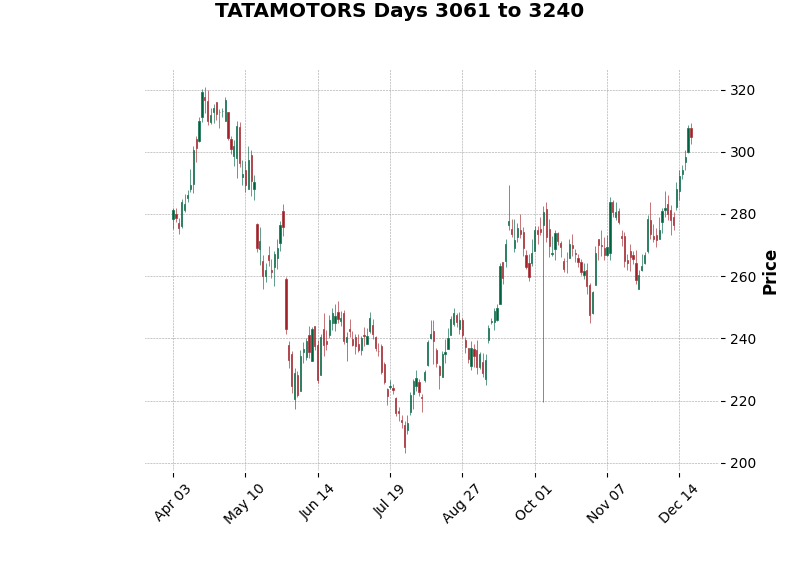 TATAMOTORS Days 3061 to 3240
320
300
280
260
240
220
200
Price
Apr 03
May 10
Jun 14
Jul 19
Aug 27
Oct 01
Nov 07
Dec 14